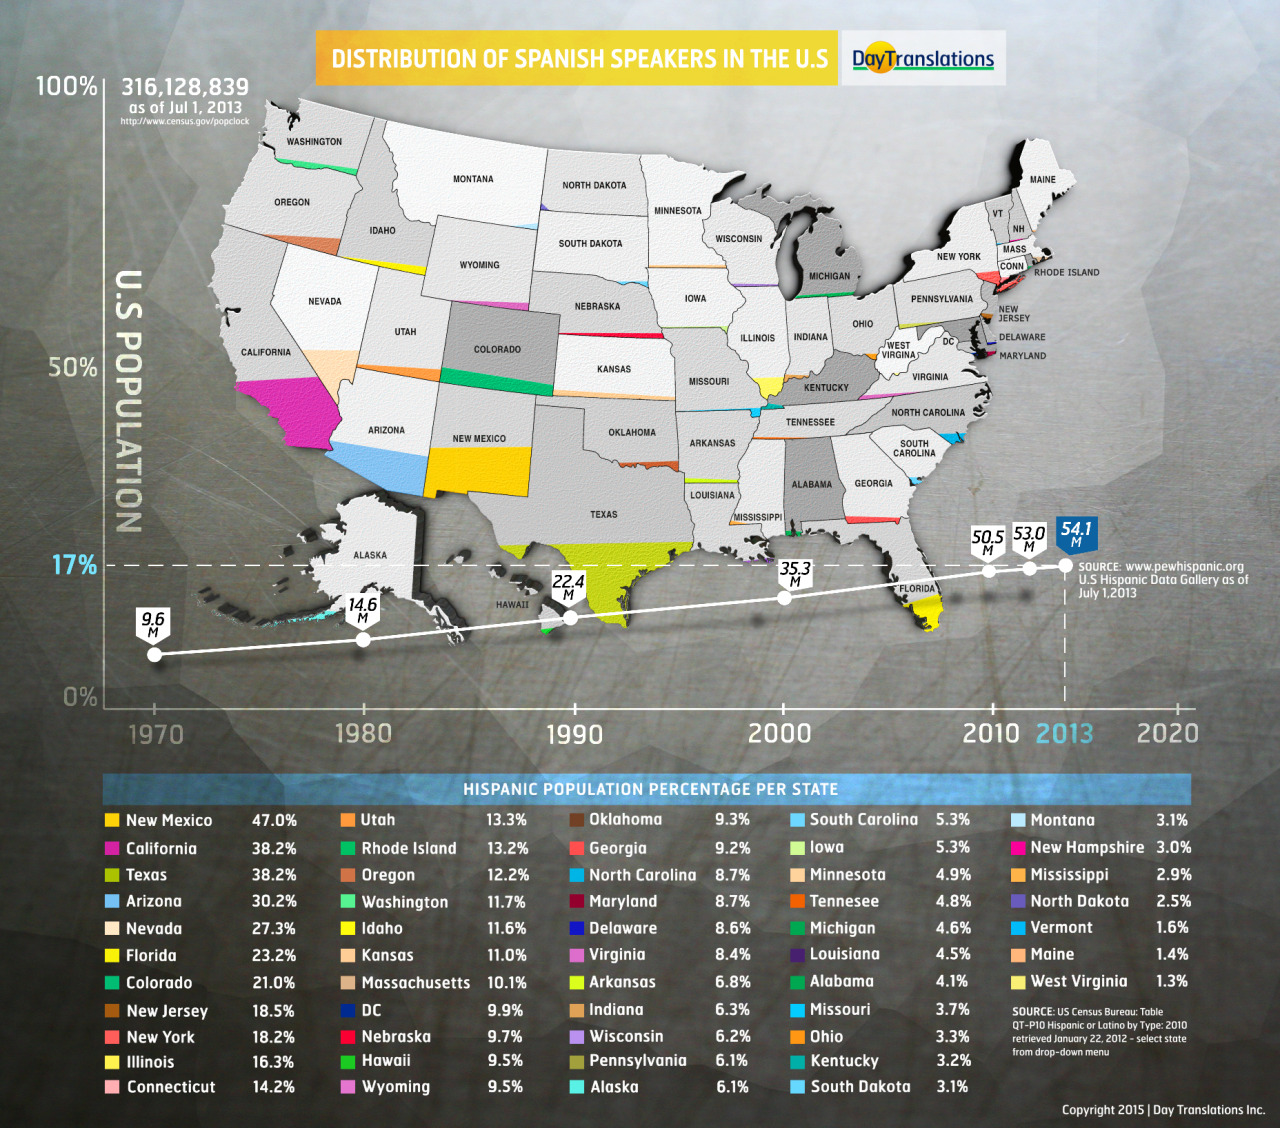 DISTRIBUTION OF SPANISH SPEAKERS IN THE U.S
DayTranslations
100%
316,128,839
as of Jul 1, 2013
http://www.census.gov/popclock
U.S POPULATION
50%
17%
0%
WASHINGTON
OREGON
IDAHO
MONTANA
NORTH DAKOTA
MINNESOTA
WISCONSIN
MICHIGAN
MAINE
VT
NH
MASS
NEW YORK
CONN
RHODE ISLAND
SOUTH DAKOTA
WYOMING
NEVADA
UTAH
CALIFORNIA
COLORADO
NEBRASKA
IOWA
ILLINOIS
INDIANA
OHIO
PENNSYLVANIA
NEW
JERSEY
DELAWARE
MARYLAND
DC
WEST
VIRGINA
VIRGINIA
KANSAS
MISSOURI
KENTUCKY
ARIZONA
NEW MEXICO
OKLAHOMA
ARKANSAS
TENNESSEE
NORTH CAROLINA
SOUTH
CAROLINA
TEXAS
LOUISIANA
MISSISSIPPI
ALABAMA
GEORGIA
FLORIDA
ALASKA
HAWAII
9.6
M
14.6
M
22.4
M
35.3
M
50.5
M
53.0
M
54.1
M
SOURCE: www.pewhispanic.org
U.S Hispanic Data Gallery as of
July 1,2013
1970
1980
1990
2000
2010
2013
2020
HISPANIC POPULATION PERCENTAGE PER STATE
New Mexico 47.0%
California 38.2%
Texas 38.2%
Arizona 30.2%
Nevada 27.3%
Florida 23.2%
Colorado 21.0%
New Jersey 18.5%
New York 18.2%
Illinois 16.3%
Connecticut 14.2%
Utah 13.3%
Rhode Island 13.2%
Oregon 12.2%
Washington 11.7%
Idaho 11.6%
Kansas 11.0%
Massachusetts 10.1%
DC 9.9%
Nebraska 9.7%
Hawaii 9.5%
Wyoming 9.5%
Oklahoma 9.3%
Georgia 9.2%
North Carolina 8.7%
Maryland 8.7%
Delaware 8.6%
Virginia 8.4%
Arkansas 6.8%
Indiana 6.3%
Wisconsin 6.2%
Pennsylvania 6.1%
Alaska 6.1%
South Carolina 5.3%
Iowa 5.3%
Minnesota 4.9%
Tennesee 4.8%
Michigan 4.6%
Louisiana 4.5%
Alabama 4.1%
Missouri 3.7%
Ohio 3.3%
Kentucky 3.2%
South Dakota 3.1%
Montana 3.1%
New Hampshire 3.0%
Mississippi 2.9%
North Dakota 2.5%
Vermont 1.6%
Maine 1.4%
West Virginia 1.3%
SOURCE: US Census Bureau: Table
QT-P10 Hispanic or Latino by Type: 2010
retrieved January 22, 2012 - select state
from drop-down menu
Copyright 2015 | Day Translations Inc.